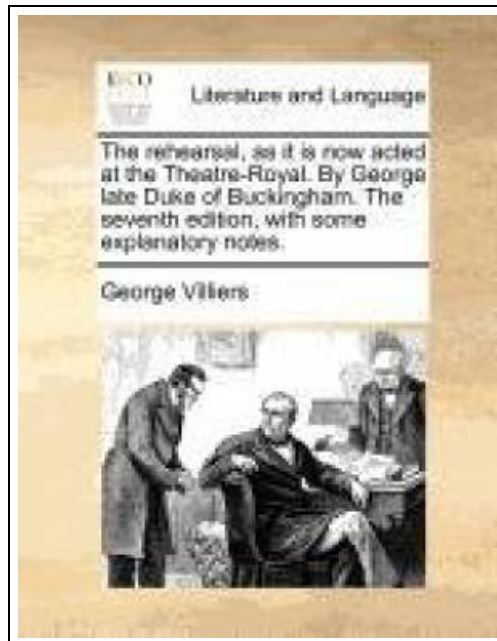 ECCO
Literature and Language
The rehearsal, as it is now acted
at the Theatre-Royal. By George
late Duke of Buckingham. The
seventh edition, with some
explanatory notes.
George Villiers